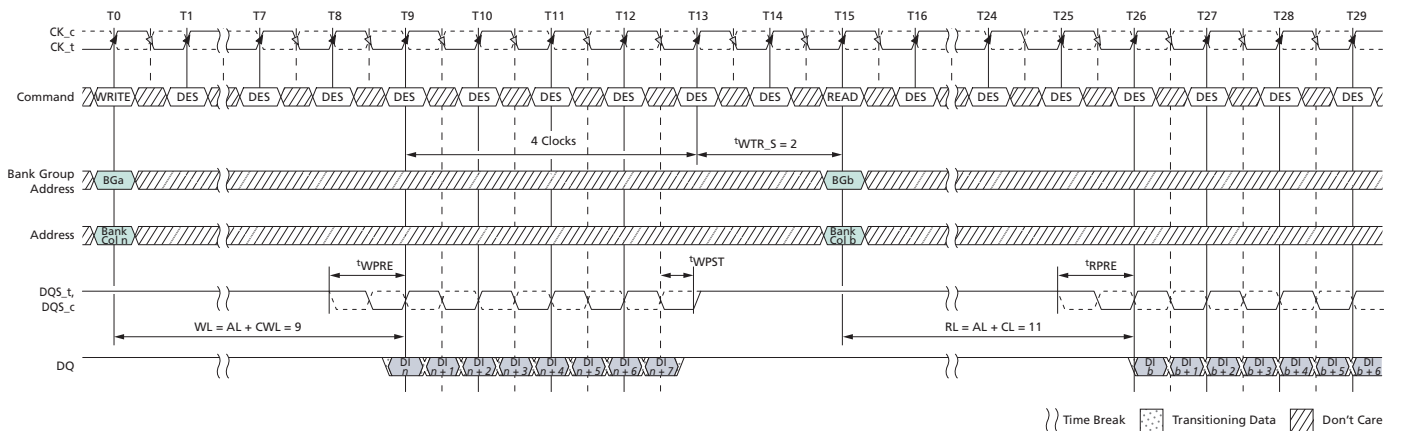 T0 T1 T7 T8 T9 T10 T11 T12 T13 T14 T15 T16 T24 T25 T26 T27 T28 T29
CK_c
CK_t
Command WRITE DES DES DES DES DES DES DES DES DES READ DES DES DES DES DES DES DES
4 Clocks tWTR_S = 2
Bank Group
Address
BGa BGb
Address
Bank
Col n
Bank
Col b
tWPRE tWPST tRPRE
DQS_t,
DQS_c
WL = AL + CWL = 9 RL = AL + CL = 11
DQ
DI DI DI DI DI DI DI DI DI DI DI DI DI DI DI
n n + 1 n + 2 n + 3 n + 4 n + 5 n + 6 n + 7 b b + 1 b + 2 b + 3 b + 4 b + 5 b + 6
Time Break Transitioning Data Don't Care